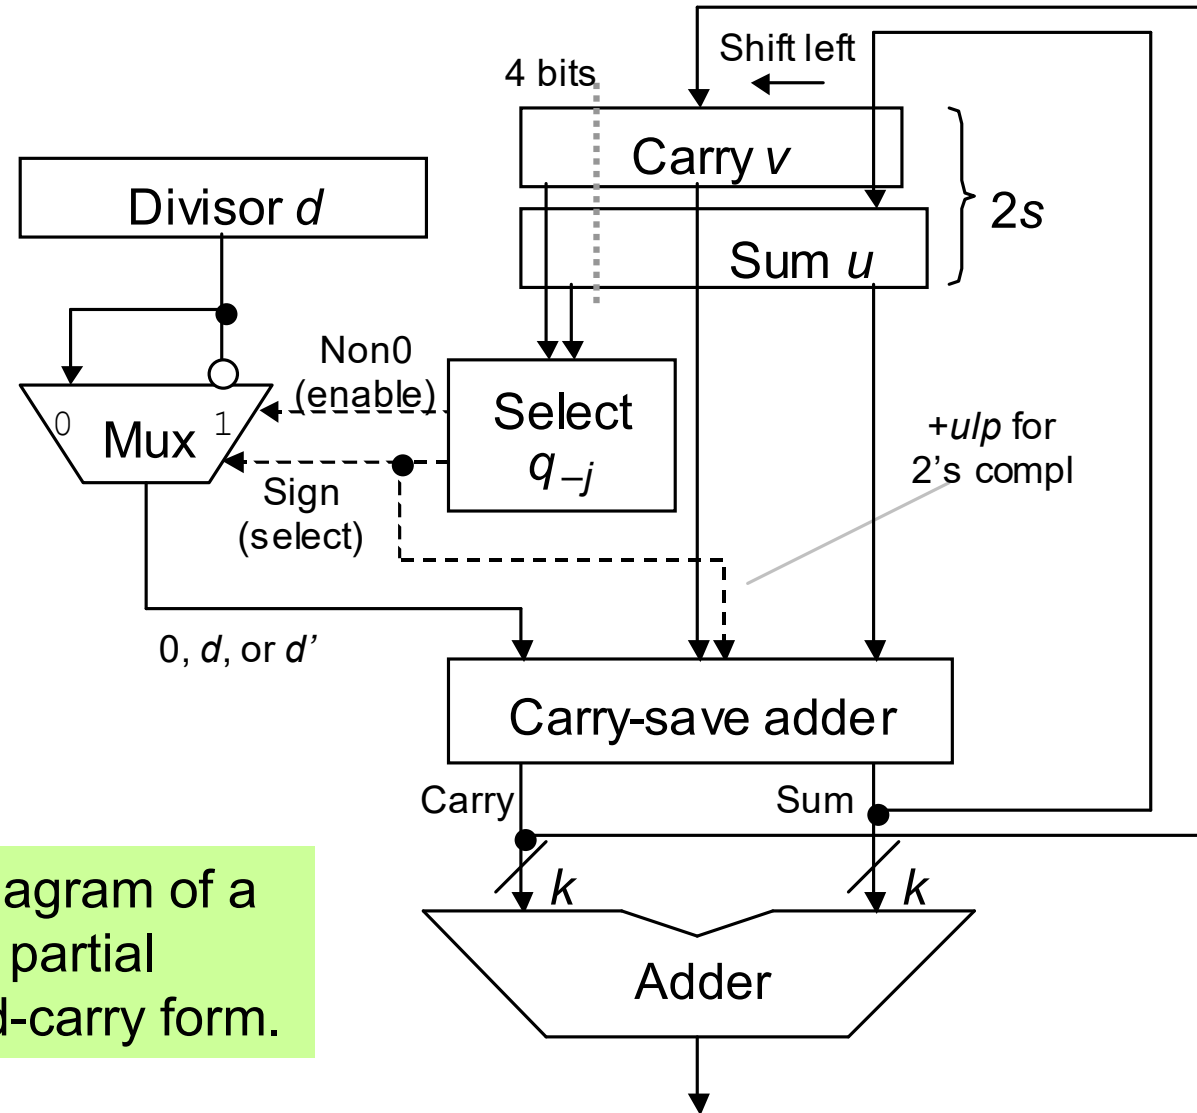 Shift left
4 bits
Carry v
Divisor d
2s
Sum u
Non0
(enable)
Select
q–j
0 Mux 1
+ulp for
2's compl
Sign
(select)
0, d, or d'
Carry-save adder
Carry
Sum
k
k
agram of a
partial
d-carry form.
Adder